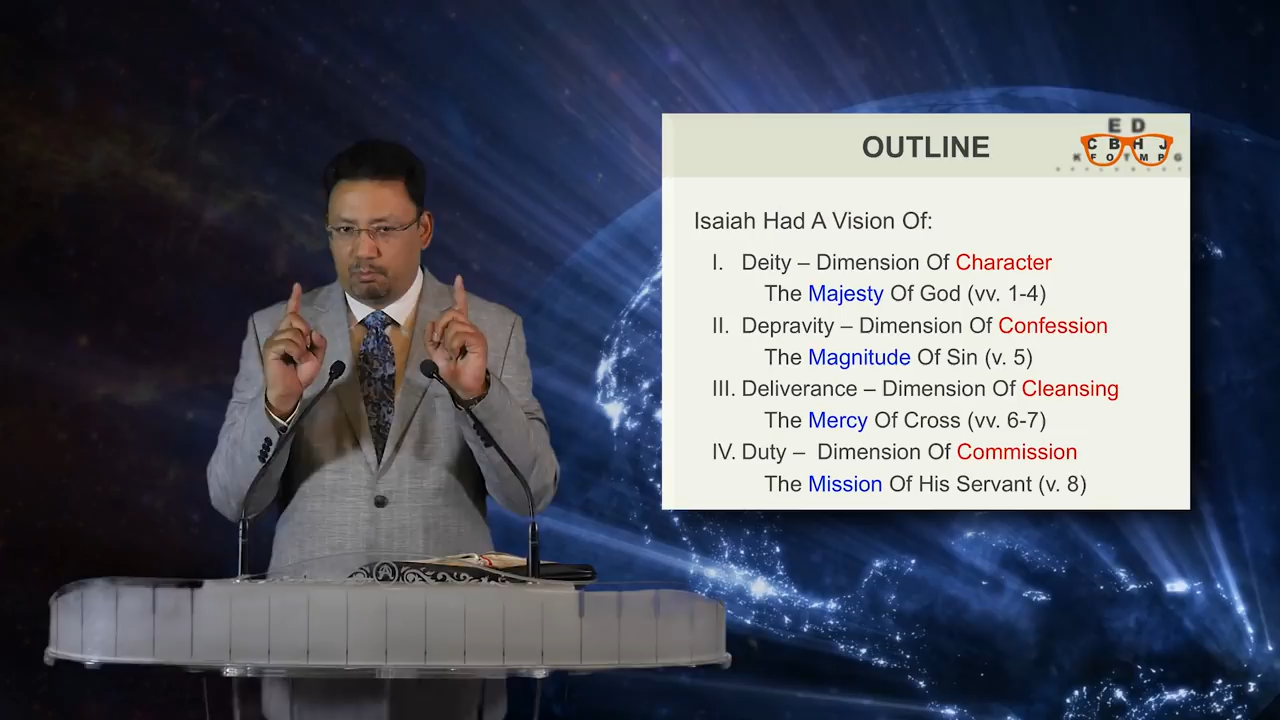 OUTLINE
E D
C B H J
K F O T M P G
Isaiah Had A Vision Of:
I. Deity – Dimension Of Character
The Majesty Of God (vv. 1-4)
II. Depravity – Dimension Of Confession
The Magnitude Of Sin (v. 5)
III. Deliverance – Dimension Of Cleansing
The Mercy Of Cross (vv. 6-7)
IV. Duty – Dimension Of Commission
The Mission Of His Servant (v. 8)